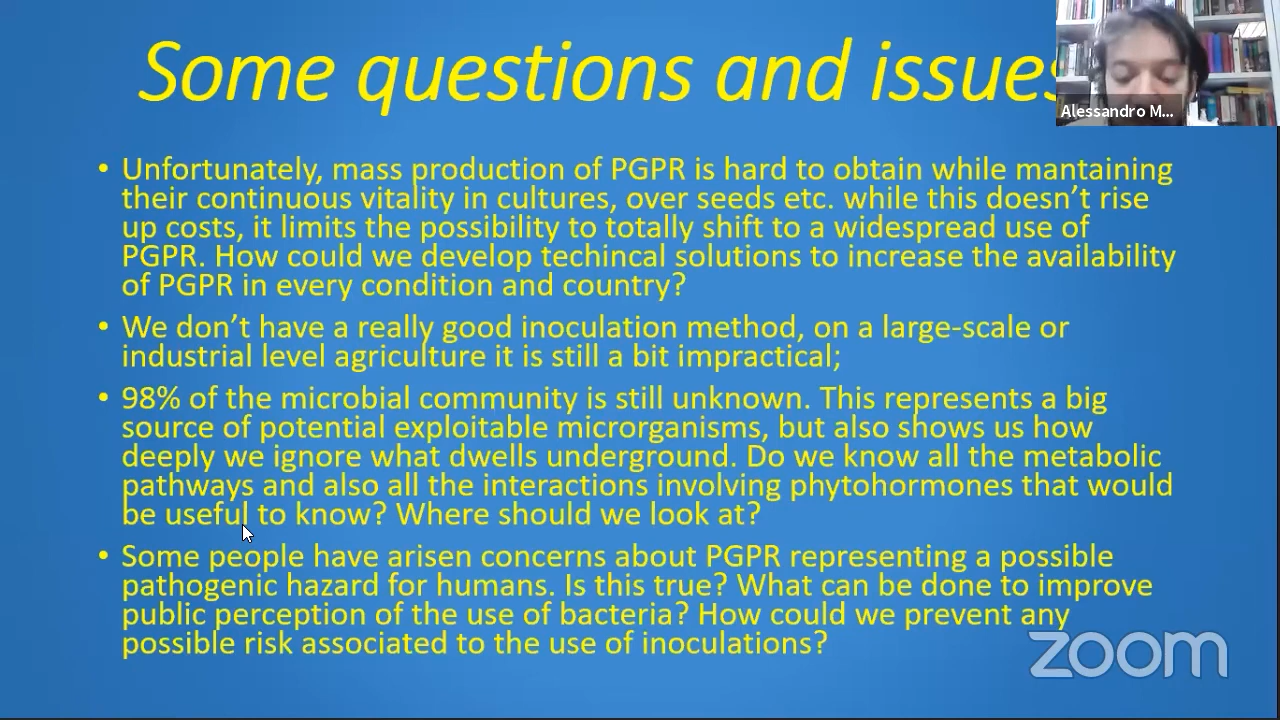 Some questions and issues
Alessandro M...
• Unfortunately, mass production of PGPR is hard to obtain while mantaining
their continuous vitality in cultures, over seeds etc. while this doesn’t rise
up costs, it limits the possibility to totally shift to a widespread use of
PGPR. How could we develop techincal solutions to increase the availability
of PGPR in every condition and country?
• We don’t have a really good inoculation method, on a large-scale or
industrial level agriculture it is still a bit impractical;
• 98% of the microbial community is still unknown. This represents a big
source of potential exploitable microrganisms, but also shows us how
deeply we ignore what dwells underground. Do we know all the metabolic
pathways and also all the interactions involving phytohormones that would
be useful to know? Where should we look at?
• Some people have arisen concerns about PGPR representing a possible
pathogenic hazard for humans. Is this true? What can be done to improve
public perception of the use of bacteria? How could we prevent any
possible risk associated to the use of inoculations?
zoom